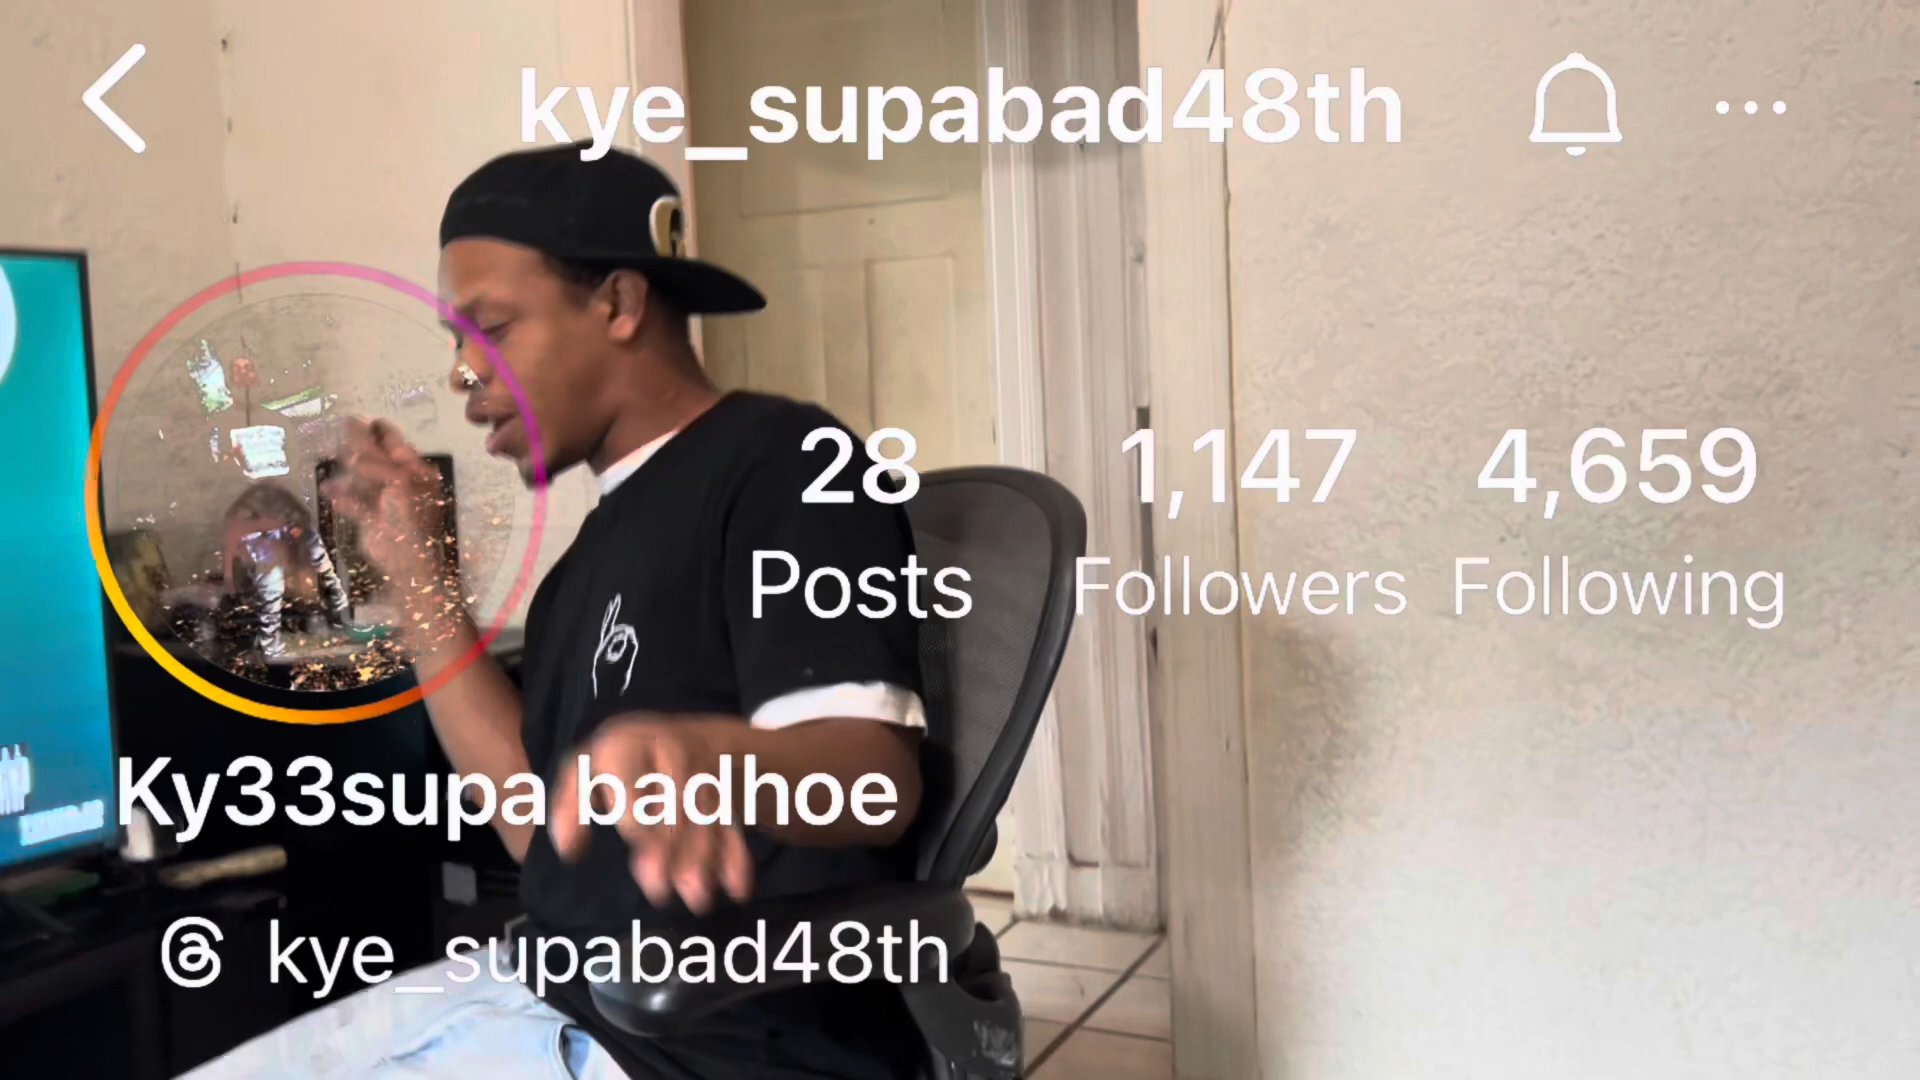 kye_supabad48th
28 1,147 4,659
Posts Followers Following
Ky33supa badhoe
kye_supabad48th